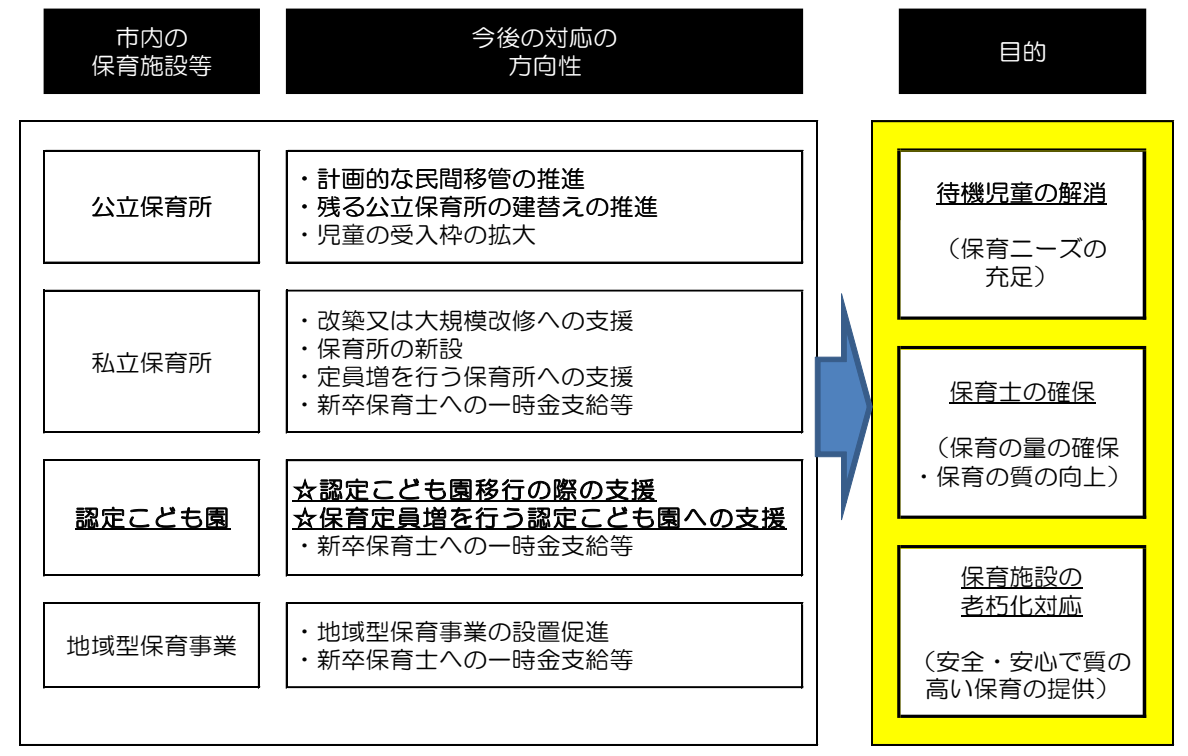 市内の
保育施設等
今後の対応の
方向性
目的
公立保育所
・計画的な民間移管の推進
・残る公立保育所の建替えの推進
・児童の受入枠の拡大
私立保育所
・改築又は大規模改修への支援
・保育所の新設
・定員増を行う保育所への支援
・新卒保育士への一時金支給等
認定こども園
☆認定こども園移行の際の支援
☆保育定員増を行う認定こども園への支援
・新卒保育士への一時金支給等
地域型保育事業
・地域型保育事業の設置促進
・新卒保育士への一時金支給等
待機児童の解消
（保育ニーズの
充足）
保育士の確保
（保育の量の確保
・保育の質の向上）
保育施設の
老朽化対応
（安全・安心で質の
高い保育の提供）